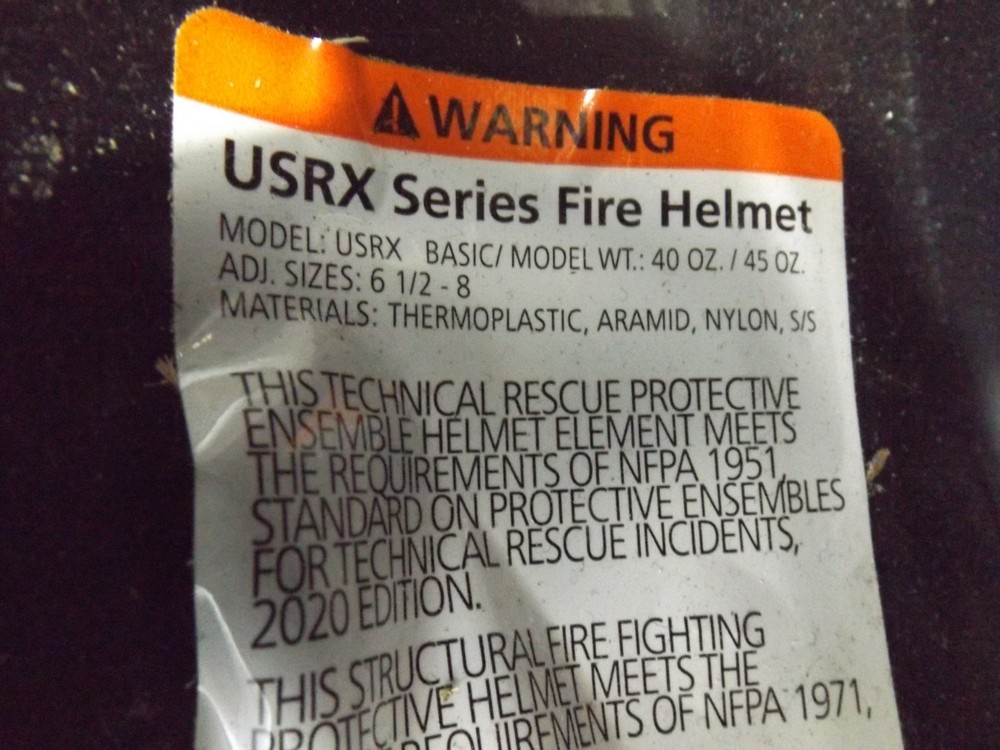 WARNING
USRX Series Fire Helmet
MODEL: USRX BASIC/ MODEL WT.: 40 OZ. / 45 OZ.
ADJ. SIZES: 6 1/2 - 8
MATERIALS: THERMOPLASTIC, ARAMID, NYLON, S/S
THIS TECHNICAL RESCUE PROTECTIVE
ENSEMBLE HELMET ELEMENT MEETS
THE REQUIREMENTS OF NFPA 1951,
STANDARD ON PROTECTIVE ENSEMBLES
FOR TECHNICAL RESCUE INCIDENTS,
2020 EDITION.
THIS STRUCTURAL FIRE FIGHTING
PROTECTIVE HELMET MEETS THE
REQUIREMENTS OF NFPA 1971,